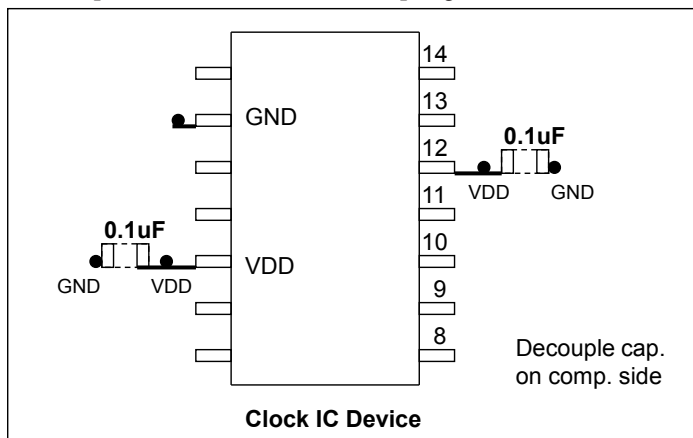 14
GND
13
0.1uF
12
VDD
GND
11
0.1uF
10
VDD
GND
VDD
9
8
Decouple cap.
on comp. side
Clock IC Device